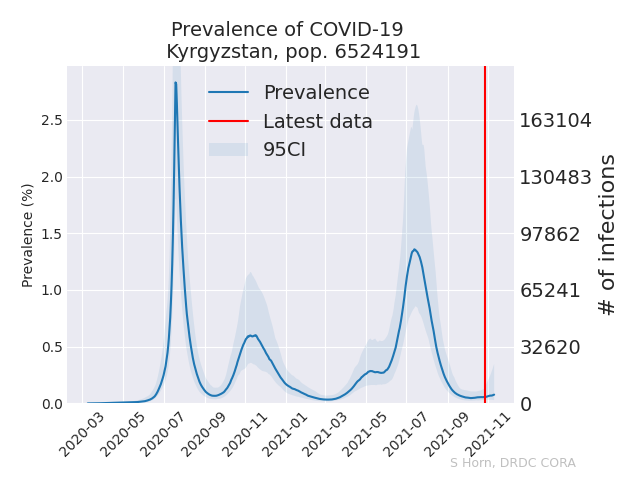 Prevalence of COVID-19
Kyrgyzstan, pop. 6524191
Prevalence
Latest data
95CI
Prevalence (%)
2.5
2.0
1.5
1.0
0.5
0.0
163104
130483
97862
65241
32620
0
# of infections
2020-03
2020-05
2020-07
2020-09
2020-11
2021-01
2021-03
2021-05
2021-07
2021-09
2021-11
S Horn, DRDC CORA